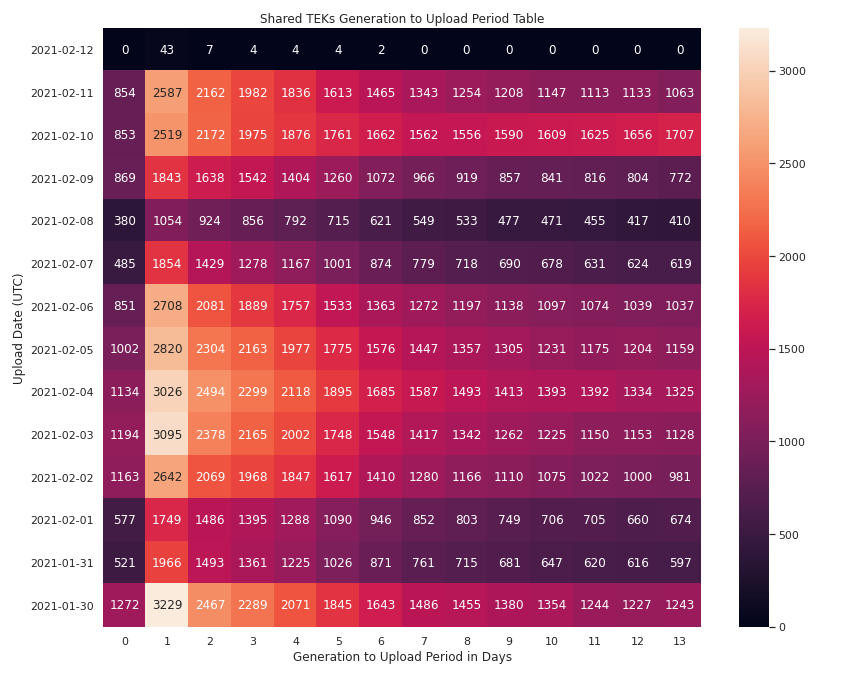 Shared TEKs Generation to Upload Period Table
2021-02-12 0 43 7 4 4 4 2 0 0 0 0 0 0 0
2021-02-11 854 2587 2162 1982 1836 1613 1465 1343 1254 1208 1147 1113 1133 1063
2021-02-10 853 2519 2172 1975 1876 1761 1662 1562 1556 1590 1609 1625 1656 1707
2021-02-09 869 1843 1638 1542 1404 1260 1072 966 919 857 841 816 804 772
2021-02-08 380 1054 924 856 792 715 621 549 533 477 471 455 417 410
2021-02-07 485 1854 1429 1278 1167 1001 874 779 718 690 678 631 624 619
2021-02-06 851 2708 2081 1889 1757 1533 1363 1272 1197 1138 1097 1074 1039 1037
2021-02-05 1002 2820 2304 2163 1977 1775 1576 1447 1357 1305 1231 1175 1204 1159
2021-02-04 1134 3026 2494 2299 2118 1895 1685 1587 1493 1413 1393 1392 1334 1325
2021-02-03 1194 3095 2378 2165 2002 1748 1548 1417 1342 1262 1225 1150 1153 1128
2021-02-02 1163 2642 2069 1968 1847 1617 1410 1280 1166 1110 1075 1022 1000 981
2021-02-01 577 1749 1486 1395 1288 1090 946 852 803 749 706 705 660 674
2021-01-31 521 1966 1493 1361 1225 1026 871 761 715 681 647 620 616 597
2021-01-30 1272 3229 2467 2289 2071 1845 1643 1486 1455 1380 1354 1244 1227 1243
0 1 2 3 4 5 6 7 8 9 10 11 12 13
Generation to Upload Period in Days
Upload Date (UTC)
3000
2500
2000
1500
1000
500
0